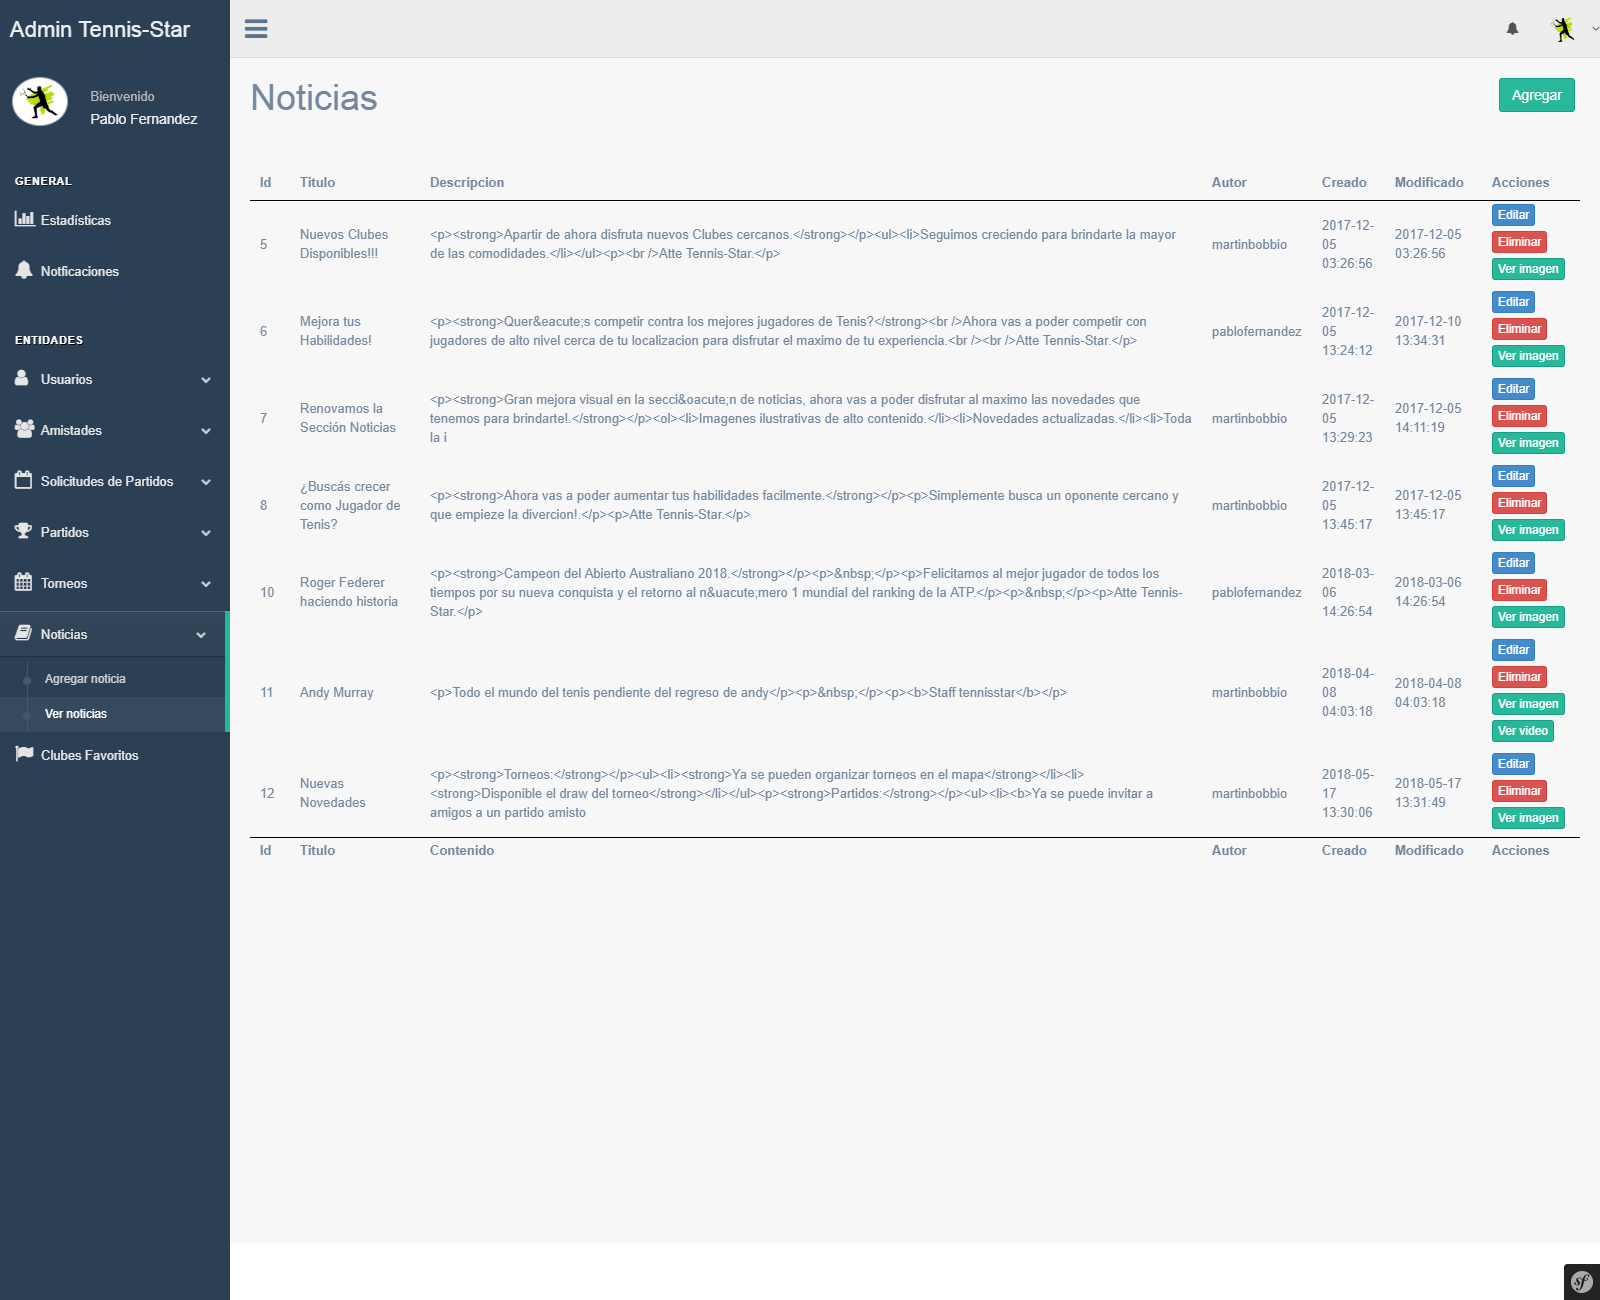 Admin Tennis-Star
Bienvenido
Pablo Fernandez
GENERAL
Estadísticas
Notficaciones
ENTIDADES
Usuarios
Amistades
Solicitudes de Partidos
Partidos
Torneos
Noticias
Agregar noticia
Ver noticias
Clubes Favoritos
Noticias
Agregar
Id Titulo Descripcion Autor Creado Modificado Acciones
5
Nuevos Clubes
Disponibles!!!
<p><strong>Apartir de ahora disfruta nuevos Clubes cercanos.</strong></p><ul><li>Seguimos creciendo para brindarte la mayor
de las comodidades.</li></ul><p><br />Atte Tennis-Star.</p>
martinbobbio
2017-12-
05
03:26:56
2017-12-05
03:26:56
Editar
Eliminar
Ver imagen
6
Mejora tus
Habilidades!
<p><strong>Quer&eacute;s competir contra los mejores jugadores de Tenis?</strong><br />Ahora vas a poder competir con
jugadores de alto nivel cerca de tu localizacion para disfrutar el maximo de tu experiencia.<br /><br />Atte Tennis-Star.</p>
pablofernandez
2017-12-
05
13:24:12
2017-12-10
13:34:31
Editar
Eliminar
Ver imagen
7
Renovamos la
Sección Noticias
<p><strong>Gran mejora visual en la secci&oacute;n de noticias, ahora vas a poder disfrutar al maximo las novedades que
tenemos para brindarte!.</strong></p><ol><li>Imagenes ilustrativas de alto contenido.</li><li>Novedades actualizadas.</li><li>Toda
la i
martinbobbio
2017-12-
05
13:29:23
2017-12-05
14:11:19
Editar
Eliminar
Ver imagen
8
¿Buscás crecer
como Jugador de
Tenis?
<p><strong>Ahora vas a poder aumentar tus habilidades facilmente.</strong></p><p>Simplemente busca un oponente cercano y
que empieze la divercion!.</p><p>Atte Tennis-Star.</p>
martinbobbio
2017-12-
05
13:45:17
2017-12-05
13:45:17
Editar
Eliminar
Ver imagen
10
Roger Federer
haciendo historia
<p><strong>Campeon del Abierto Australiano 2018.</strong></p><p>&nbsp;</p><p>Felicitamos al mejor jugador de todos los
tiempos por su nueva conquista y el retorno al n&uacute;mero 1 mundial del ranking de la ATP.</p><p>&nbsp;</p><p>Atte Tennis-
Star.</p>
pablofernandez
2018-03-
06
14:26:54
2018-03-06
14:26:54
Editar
Eliminar
Ver imagen
11
Andy Murray
<p>Todo el mundo del tenis pendiente del regreso de andy</p><p>&nbsp;</p><p><b>Staff tennisstar</b></p>
martinbobbio
2018-04-
08
04:03:18
2018-04-08
04:03:18
Editar
Eliminar
Ver imagen
Ver video
12
Nuevas
Novedades
<p><strong>Torneos:</strong></p><ul><li><strong>Ya se pueden organizar torneos en el mapa</strong></li><li>
<strong>Disponible el draw del torneo</strong></li></ul><p><strong>Partidos:</strong></p><ul><li><b>Ya se puede invitar a
amigos a un partido amisto
martinbobbio
2018-05-
17
13:30:06
2018-05-17
13:31:49
Editar
Eliminar
Ver imagen
Id Titulo Contenido Autor Creado Modificado Acciones
sf